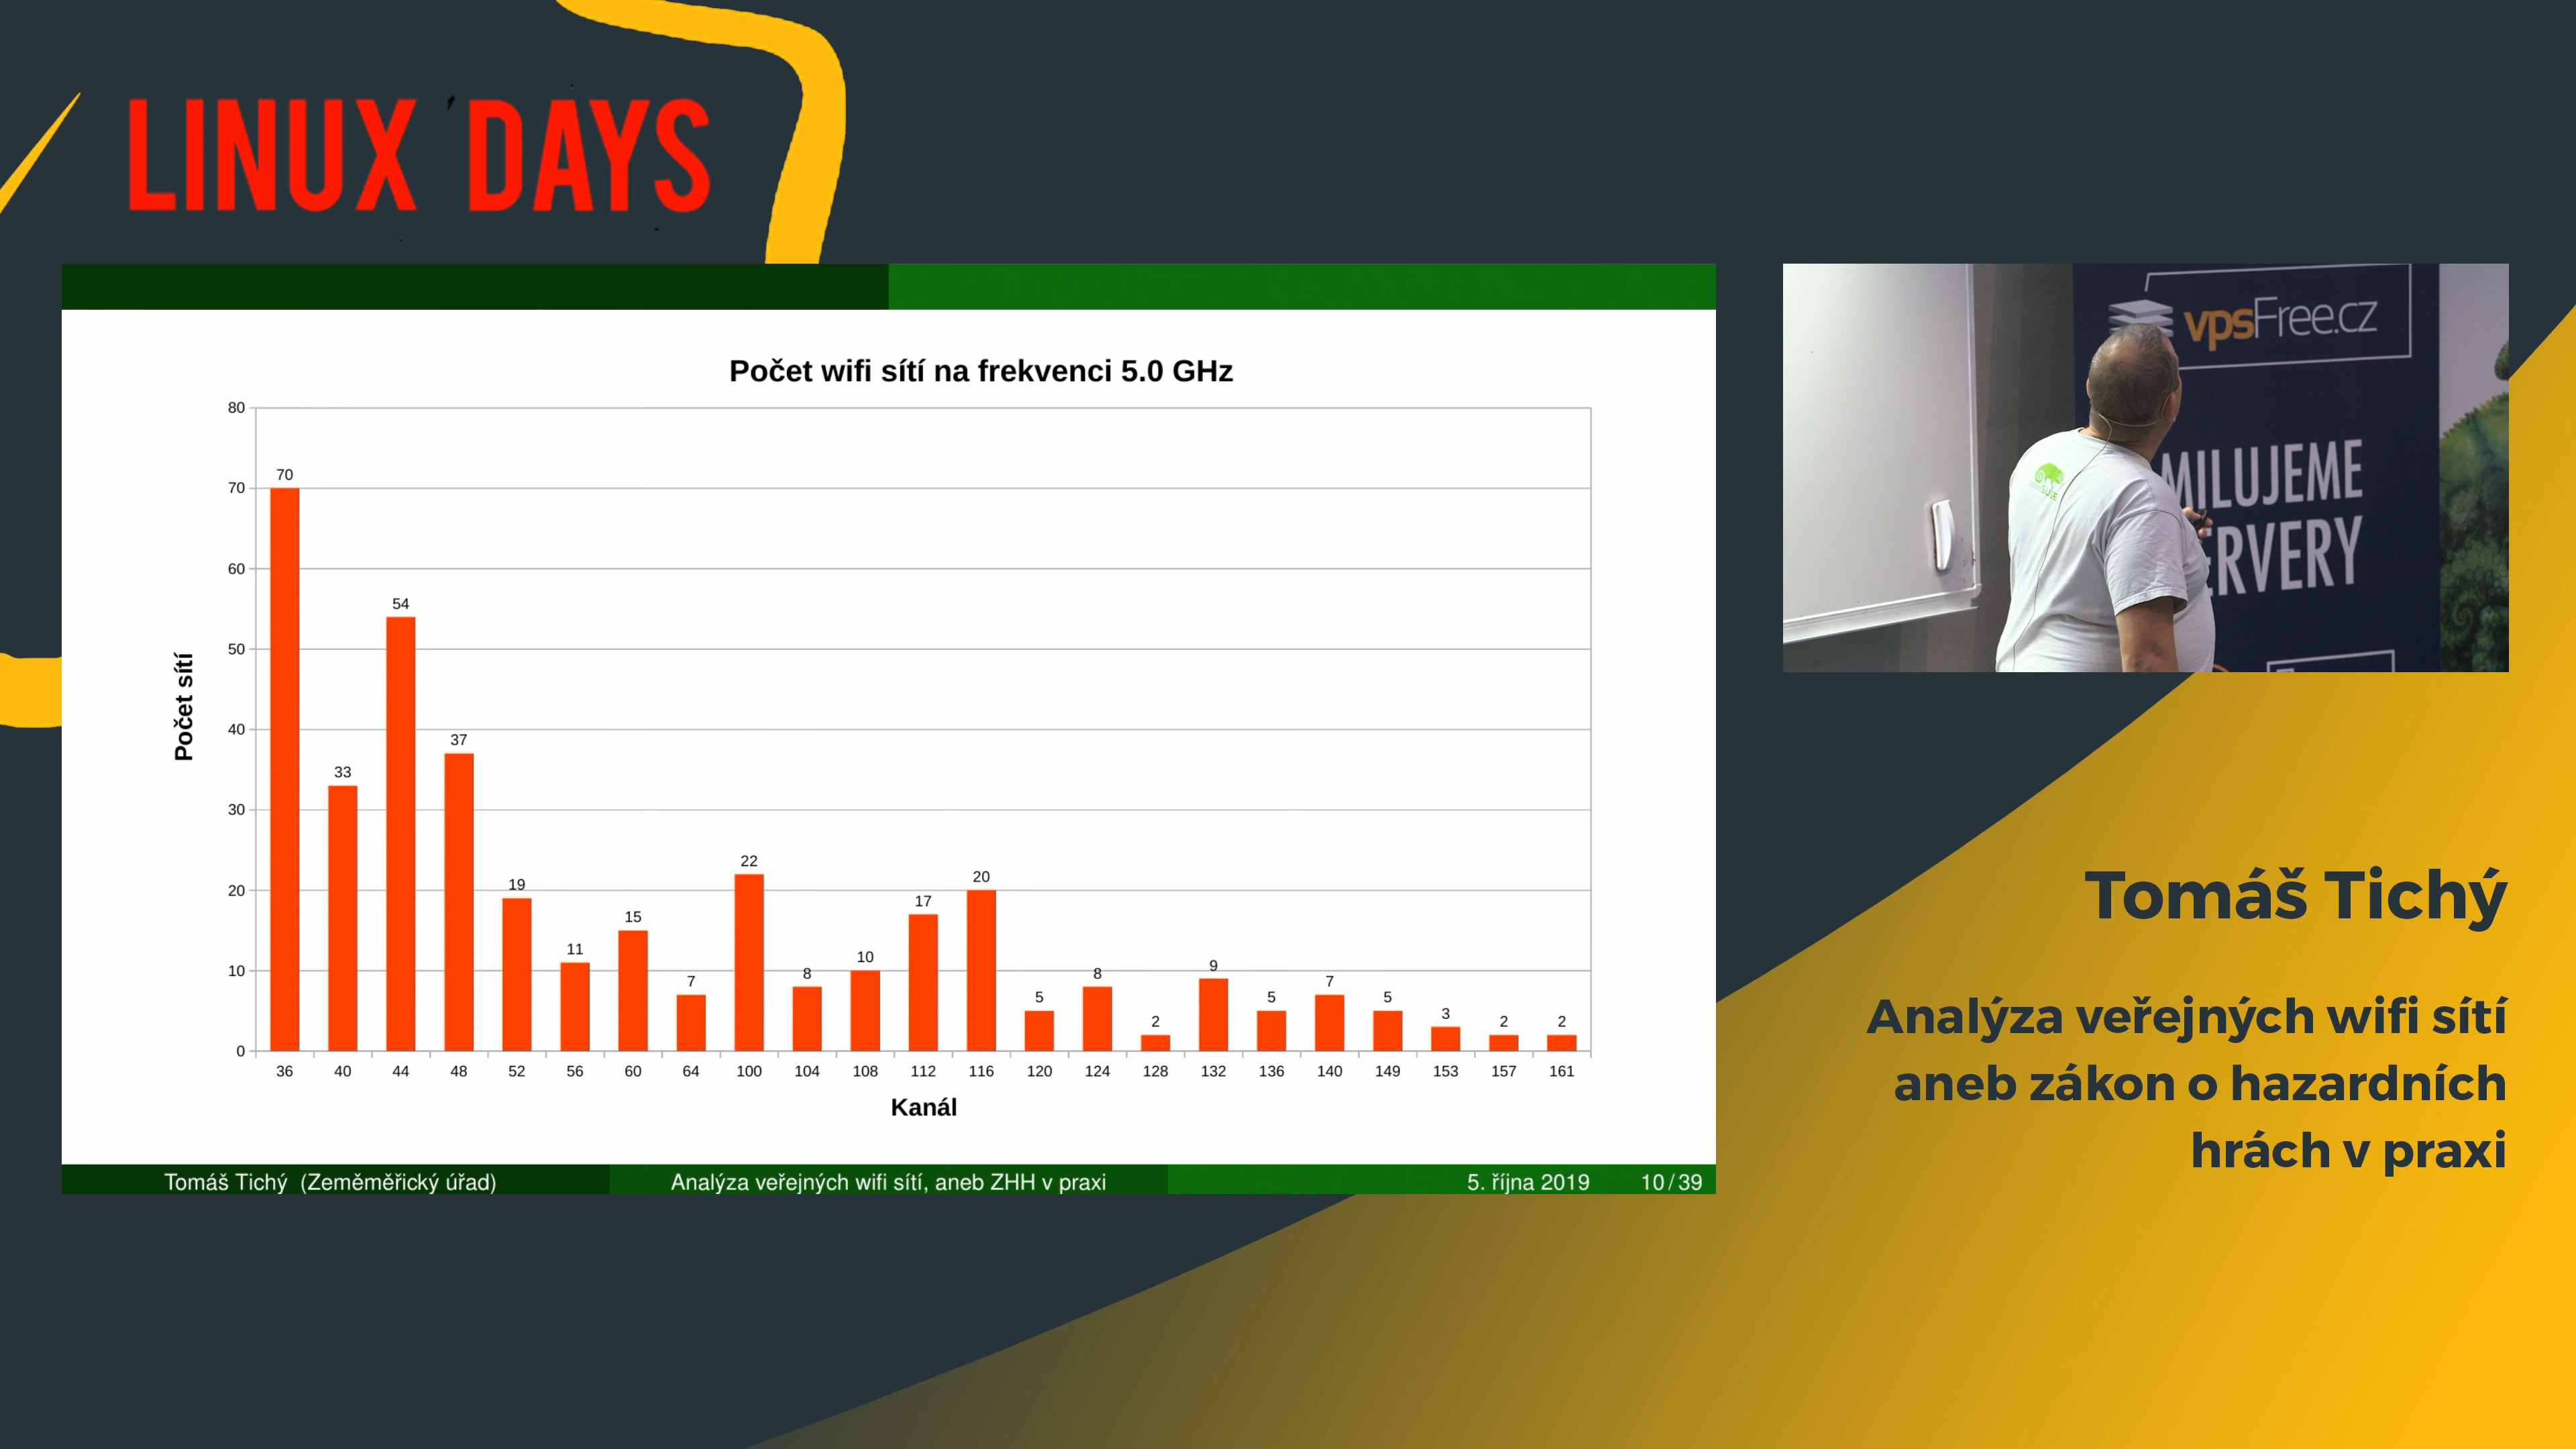 LINUX DAYS
Počet wifi sítí na frekvenci 5.0 GHz
Počet sítí
80
70
60
50
40
30
20
10
0
70
33
54
37
19
11
15
7
22
8
10
17
20
5
8
2
9
5
7
5
3
2
2
36 40 44 48 52 56 60 64 100 104 108 112 116 120 124 128 132 136 140 149 153 157 161
Kanál
Tomáš Tichý (Zeměměřický úřad) Analýza veřejných wifi sítí, aneb ZHH v praxi 5. října 2019 10/39
vpsFree.cz
MILUJEME
ERVERY
Tomáš Tichý
Analýza veřejných wifi sítí
aneb zákon o hazardních
hrách v praxi